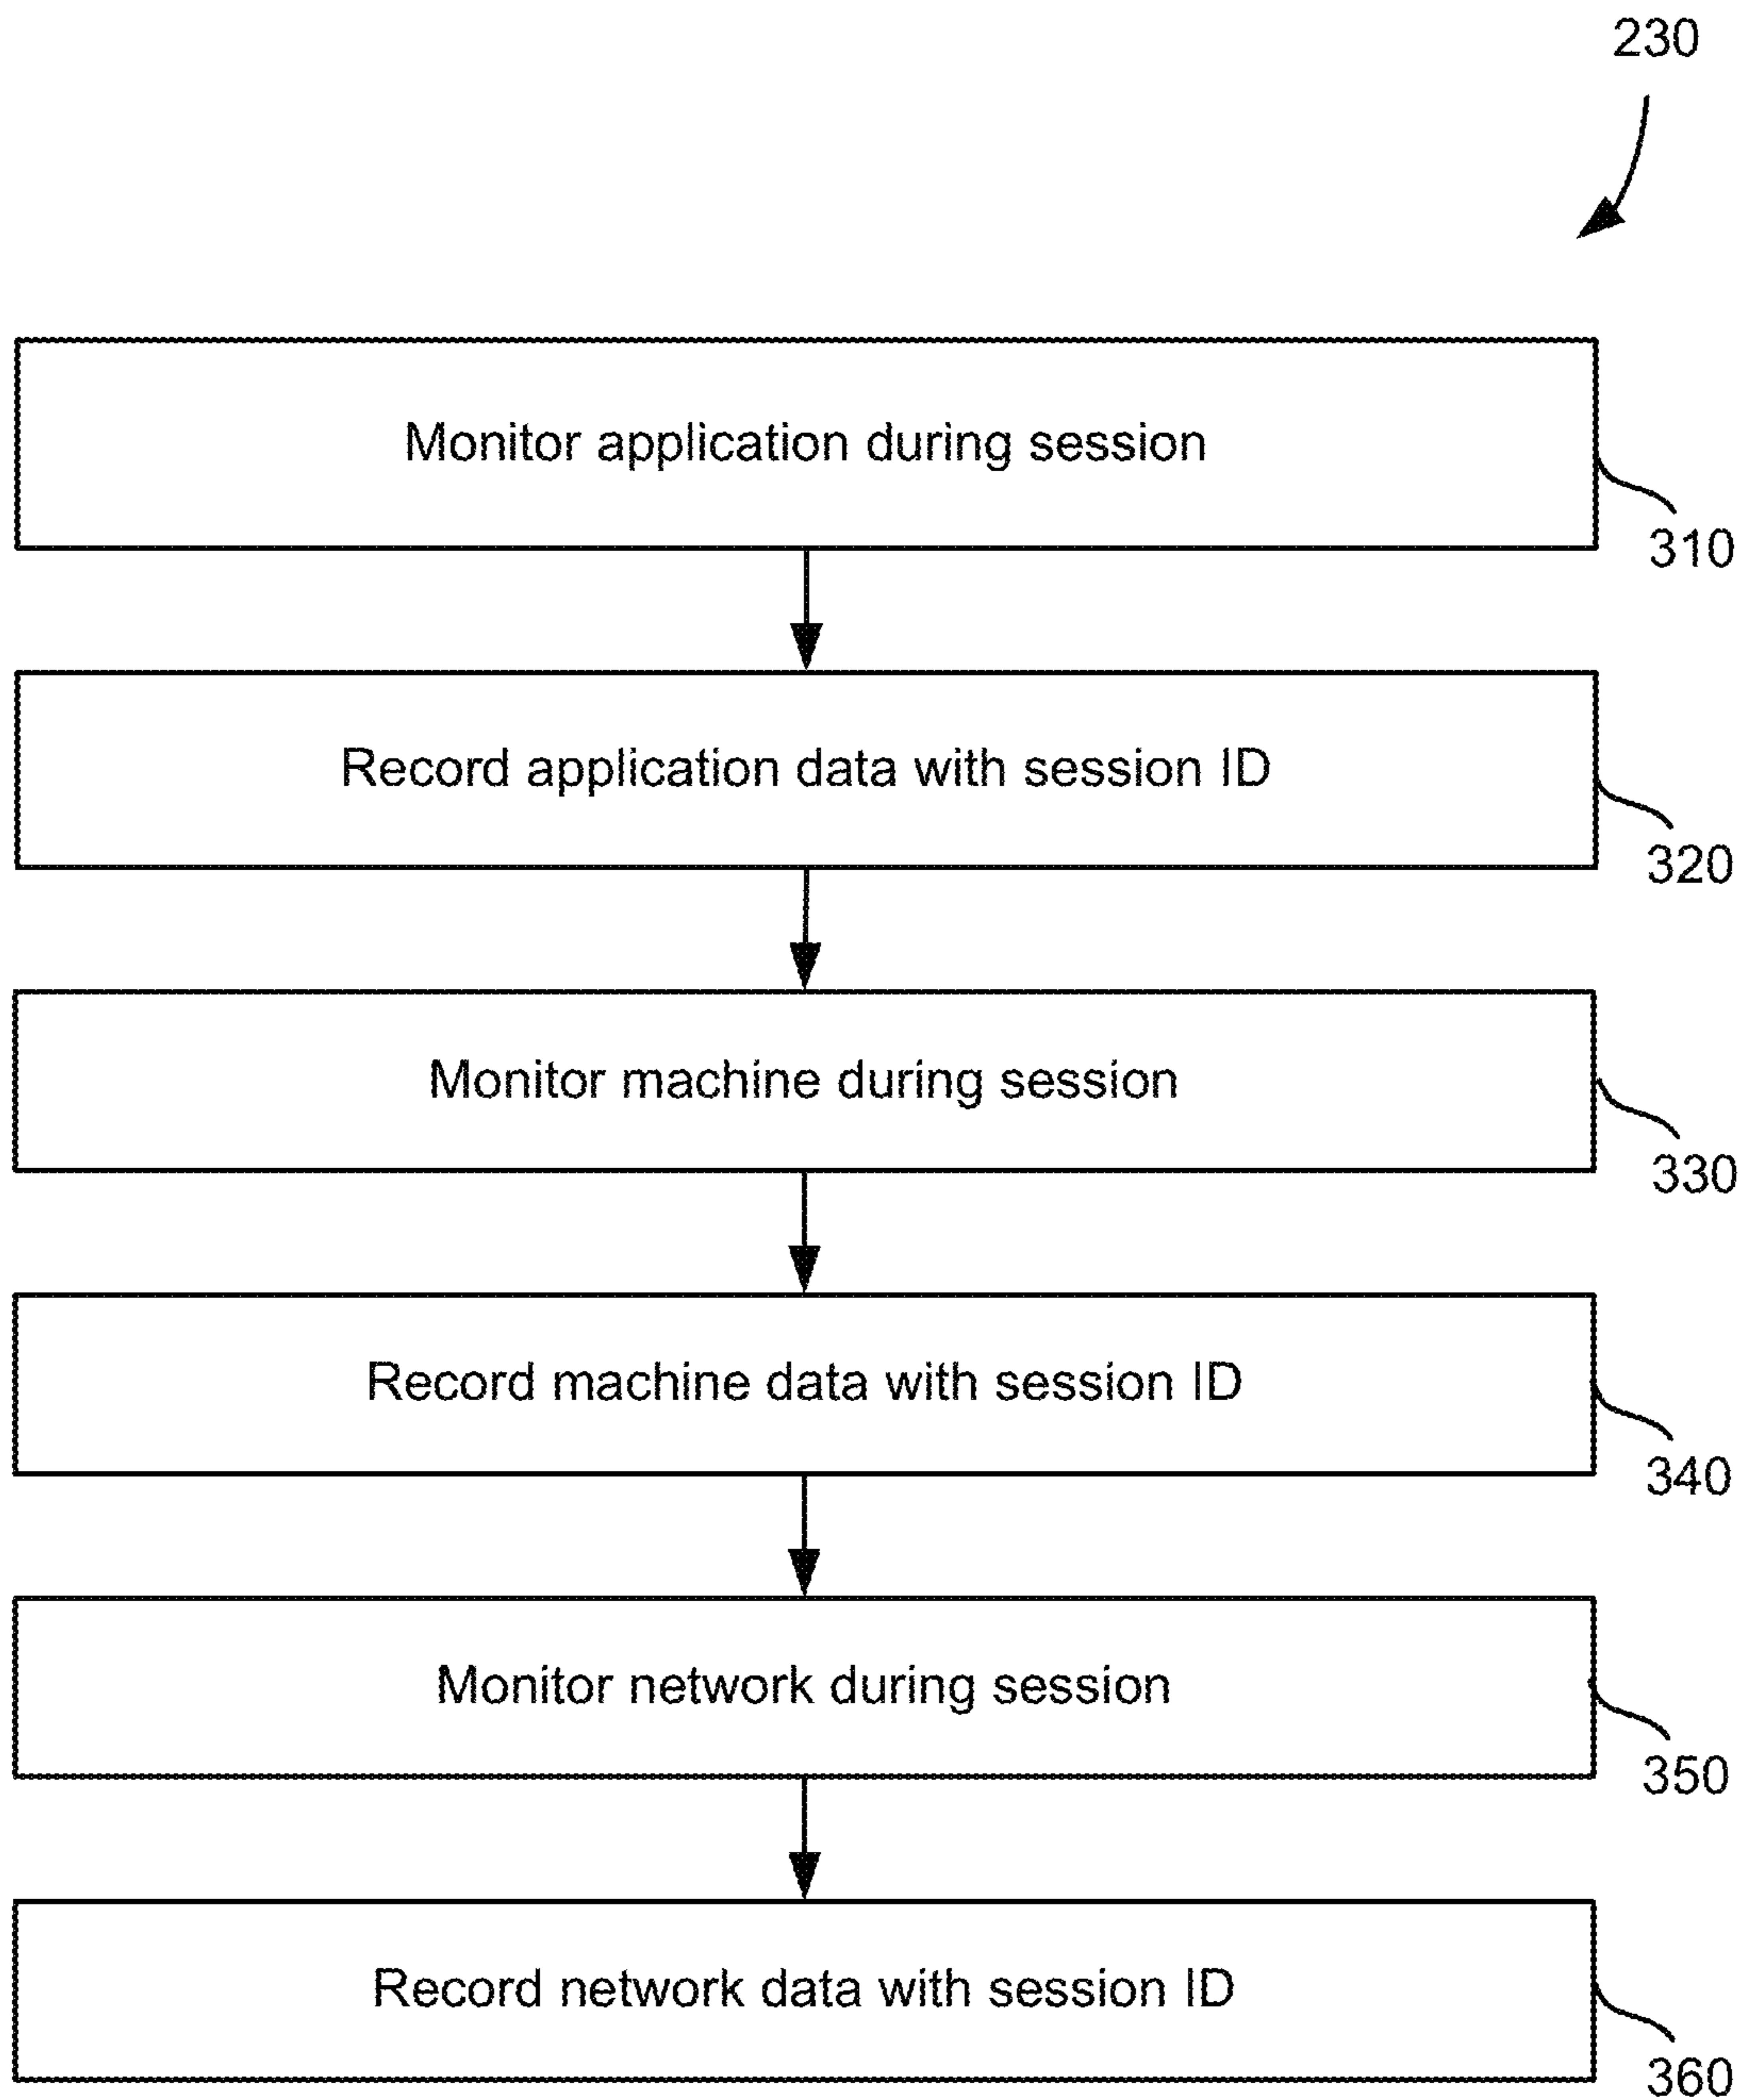 230
Monitor application during session
310
Record application data with session ID
320
Monitor machine during session
330
Record machine data with session ID
340
Monitor network during session
350
Record network data with session ID
360